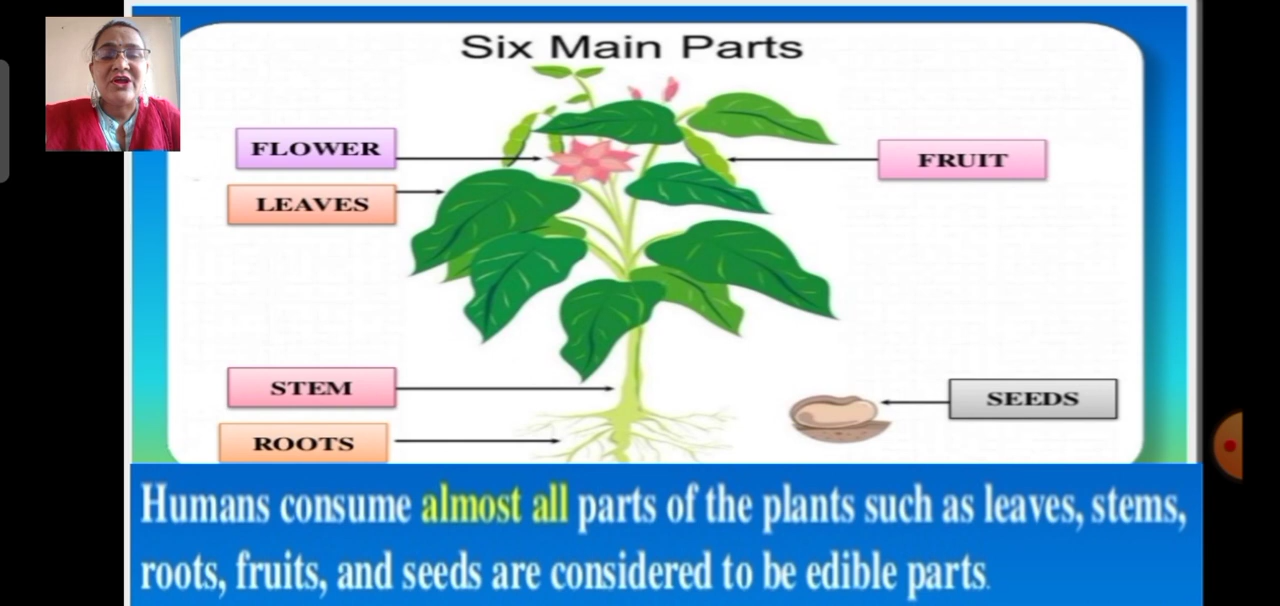 Six Main Parts
FLOWER
FRUIT
LEAVES
STEM
SEEDS
ROOTS
Humans consume almost all parts of the plants such as leaves, stems,
roots, fruits, and seeds are considered to be edible parts.